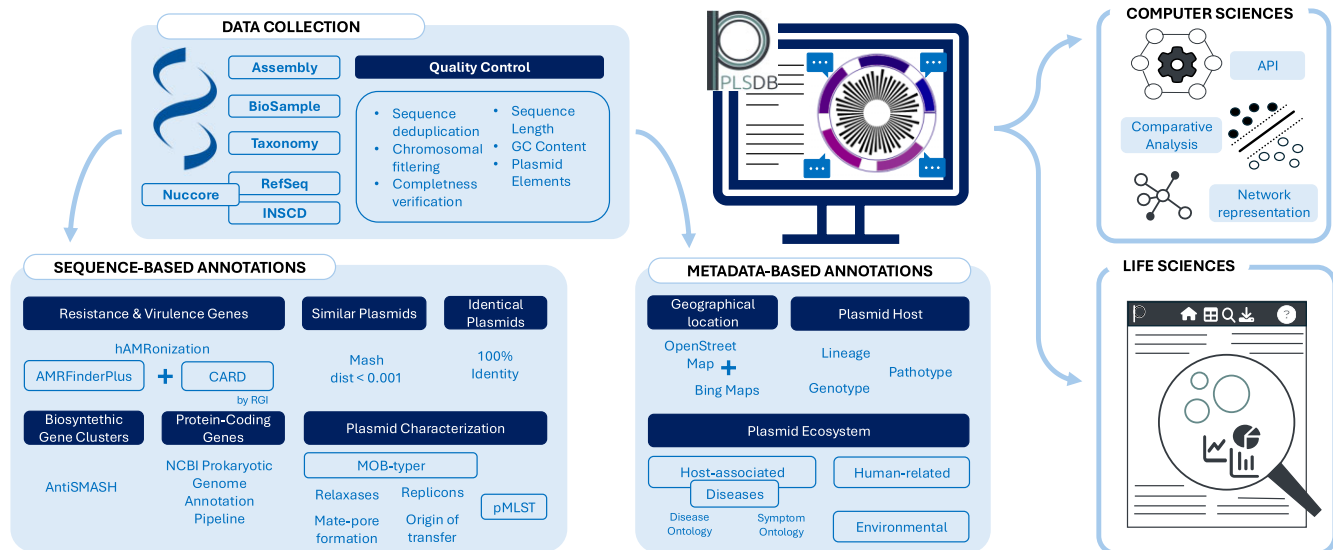 DATA COLLECTION
Assembly
BioSample
Taxonomy
RefSeq
Nuccore
INSCD
Quality Control
• Sequence
deduplication
• Chromosomal
fitlering
• Completness
verification
• Sequence
Length
• GC Content
• Plasmid
Elements
PLSDB
COMPUTER SCIENCES
API
Comparative
Analysis
Network
representation
SEQUENCE-BASED ANNOTATIONS
Resistance & Virulence Genes
hAMRonization
AMRFinderPlus
+
CARD
by RGI
Similar Plasmids
Mash
dist < 0.001
Identical
Plasmids
100%
Identity
Biosyntethic
Gene Clusters
AntiSMASH
Protein-Coding
Genes
NCBI Prokaryotic
Genome
Annotation
Pipeline
Plasmid Characterization
MOB-typer
Relaxases
Replicons
Mate-pore
formation
Origin of
transfer
pMLST
METADATA-BASED ANNOTATIONS
Geographical
location
OpenStreet
Map
+
Bing Maps
Plasmid Host
Lineage
Pathotype
Genotype
Plasmid Ecosystem
Host-associated
Diseases
Disease
Ontology
Symptom
Ontology
Human-related
Environmental
LIFE SCIENCES
?